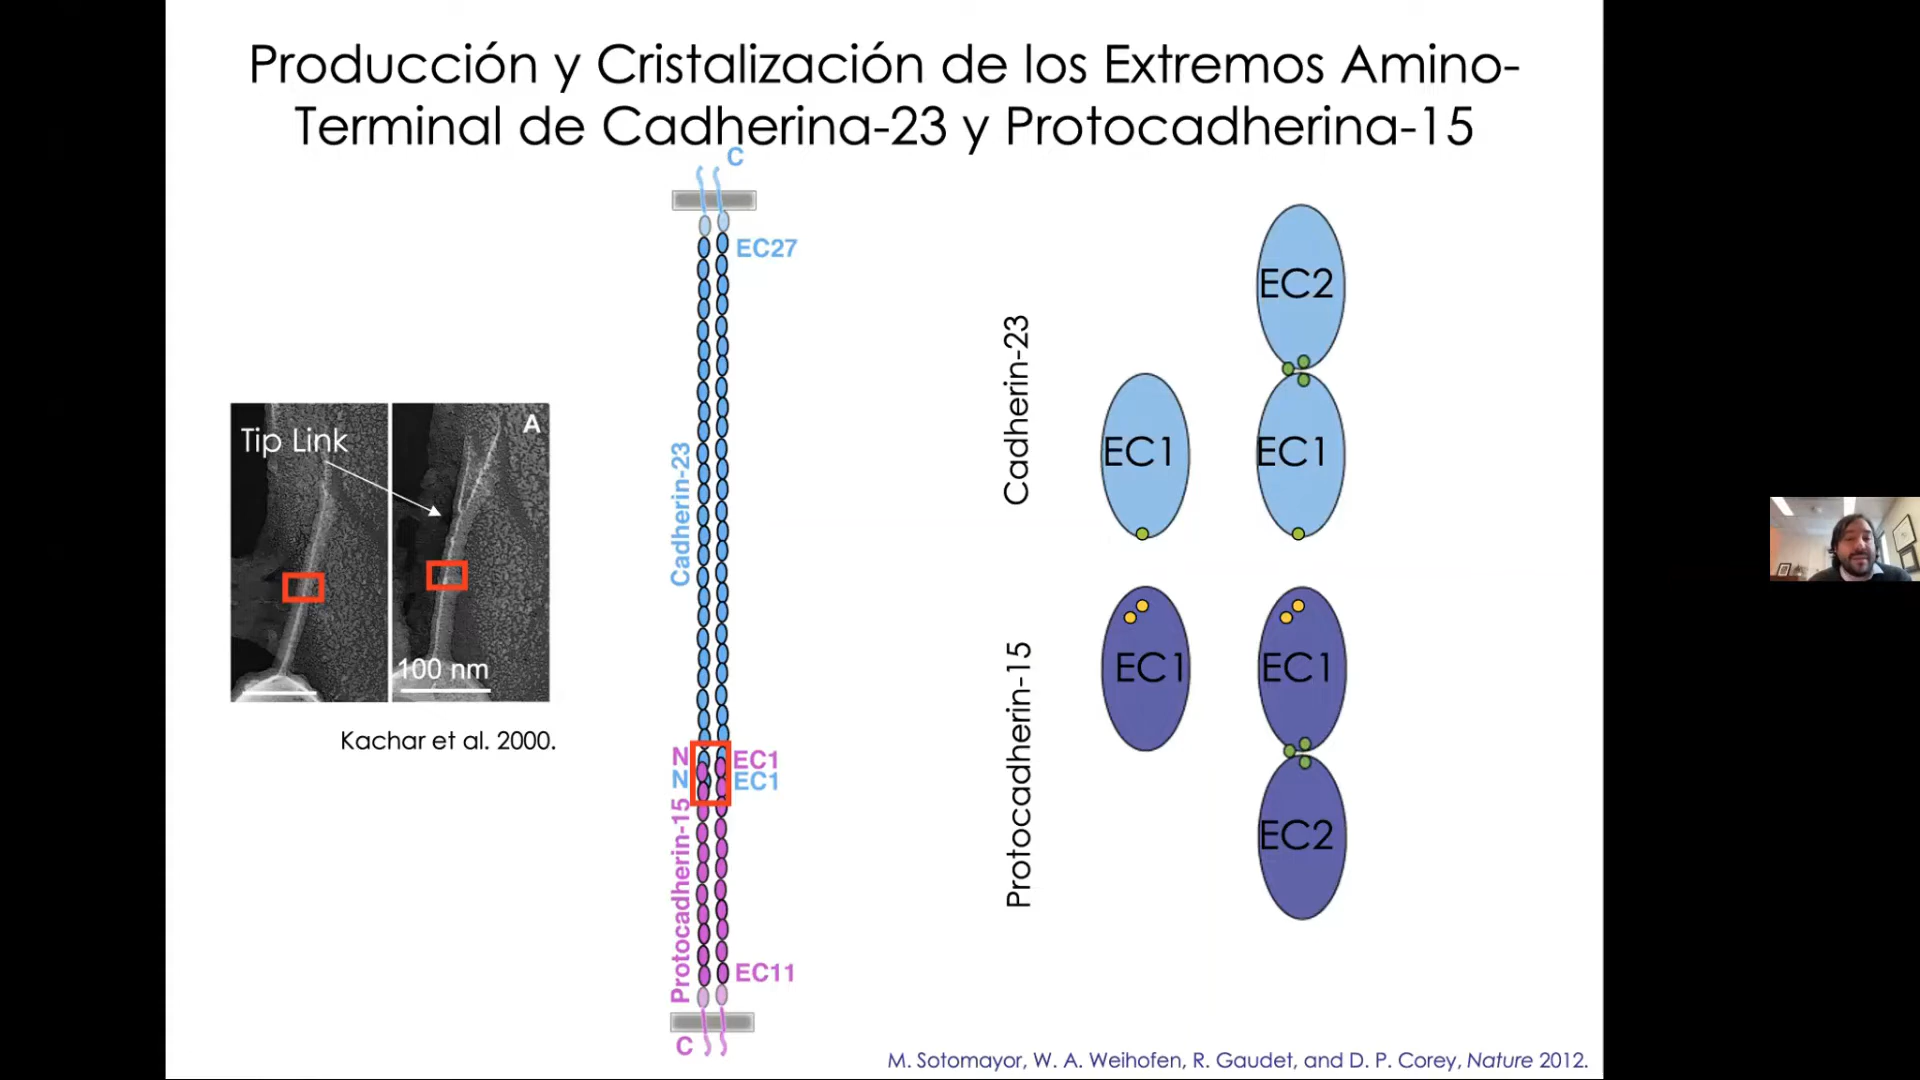 Producción y Cristalización de los Extremos Amino-
Terminal de Cadherina-23 y Protocadherina-15
Tip Link
A
100 nm
Kachar et al. 2000.
C
EC27
Cadherin-23
N
EC1
N
EC1
Protocadherin-15
EC11
C
Cadherin-23
EC2
EC1
EC1
Protocadherin-15
EC1
EC1
EC2
M. Sotomayor, W. A. Weihofen, R. Gaudet, and D. P. Corey, Nature 2012.